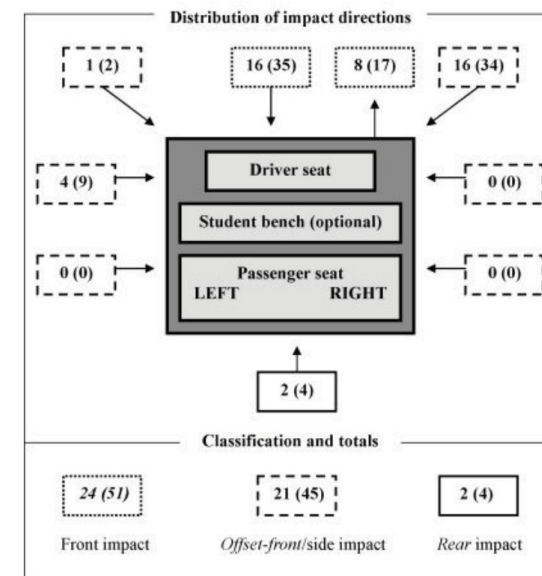 Distribution of impact directions
1 (2)
16 (35)
8 (17)
16 (34)
4 (9)
Driver seat
0 (0)
Student bench (optional)
0 (0)
Passenger seat
0 (0)
LEFT RIGHT
2 (4)
Classification and totals
24 (51)
21 (45)
2 (4)
Front impact
Offset-front/side impact
Rear impact